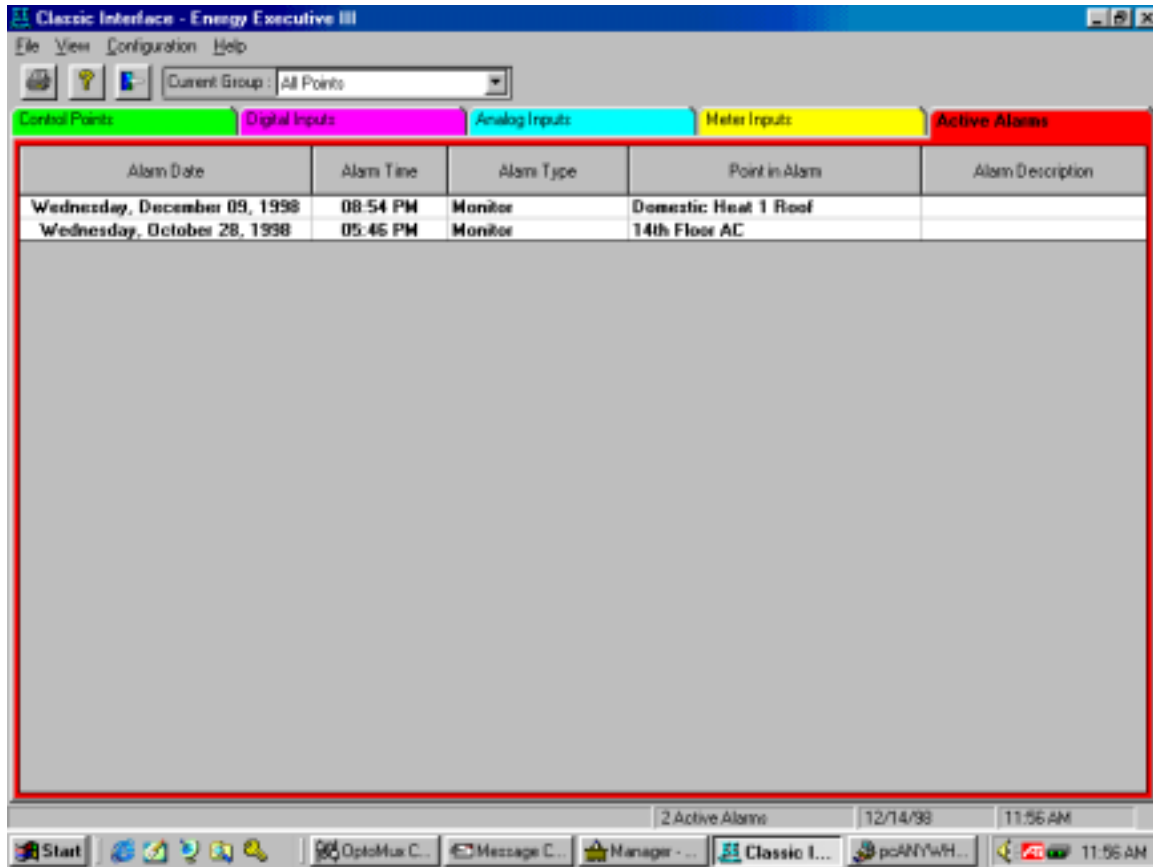 Classic Interface - Energy Executive III
File View Configuration Help
Current Group : All Points
Control Points Digital Inputs Analog Inputs Meter Inputs Active Alarms
Alarm Date Alarm Time Alarm Type Point in Alarm Alarm Description
Wednesday, December 09, 1998 08:54 PM Monitor Domestic Heat 1 Roof
Wednesday, October 28, 1998 05:46 PM Monitor 14th Floor AC
2 Active Alarms 12/14/98 11:56 AM
Start OptoMux C... Message C... Manager - ... Classic I... pcANYWH... ATI 11:56 AM